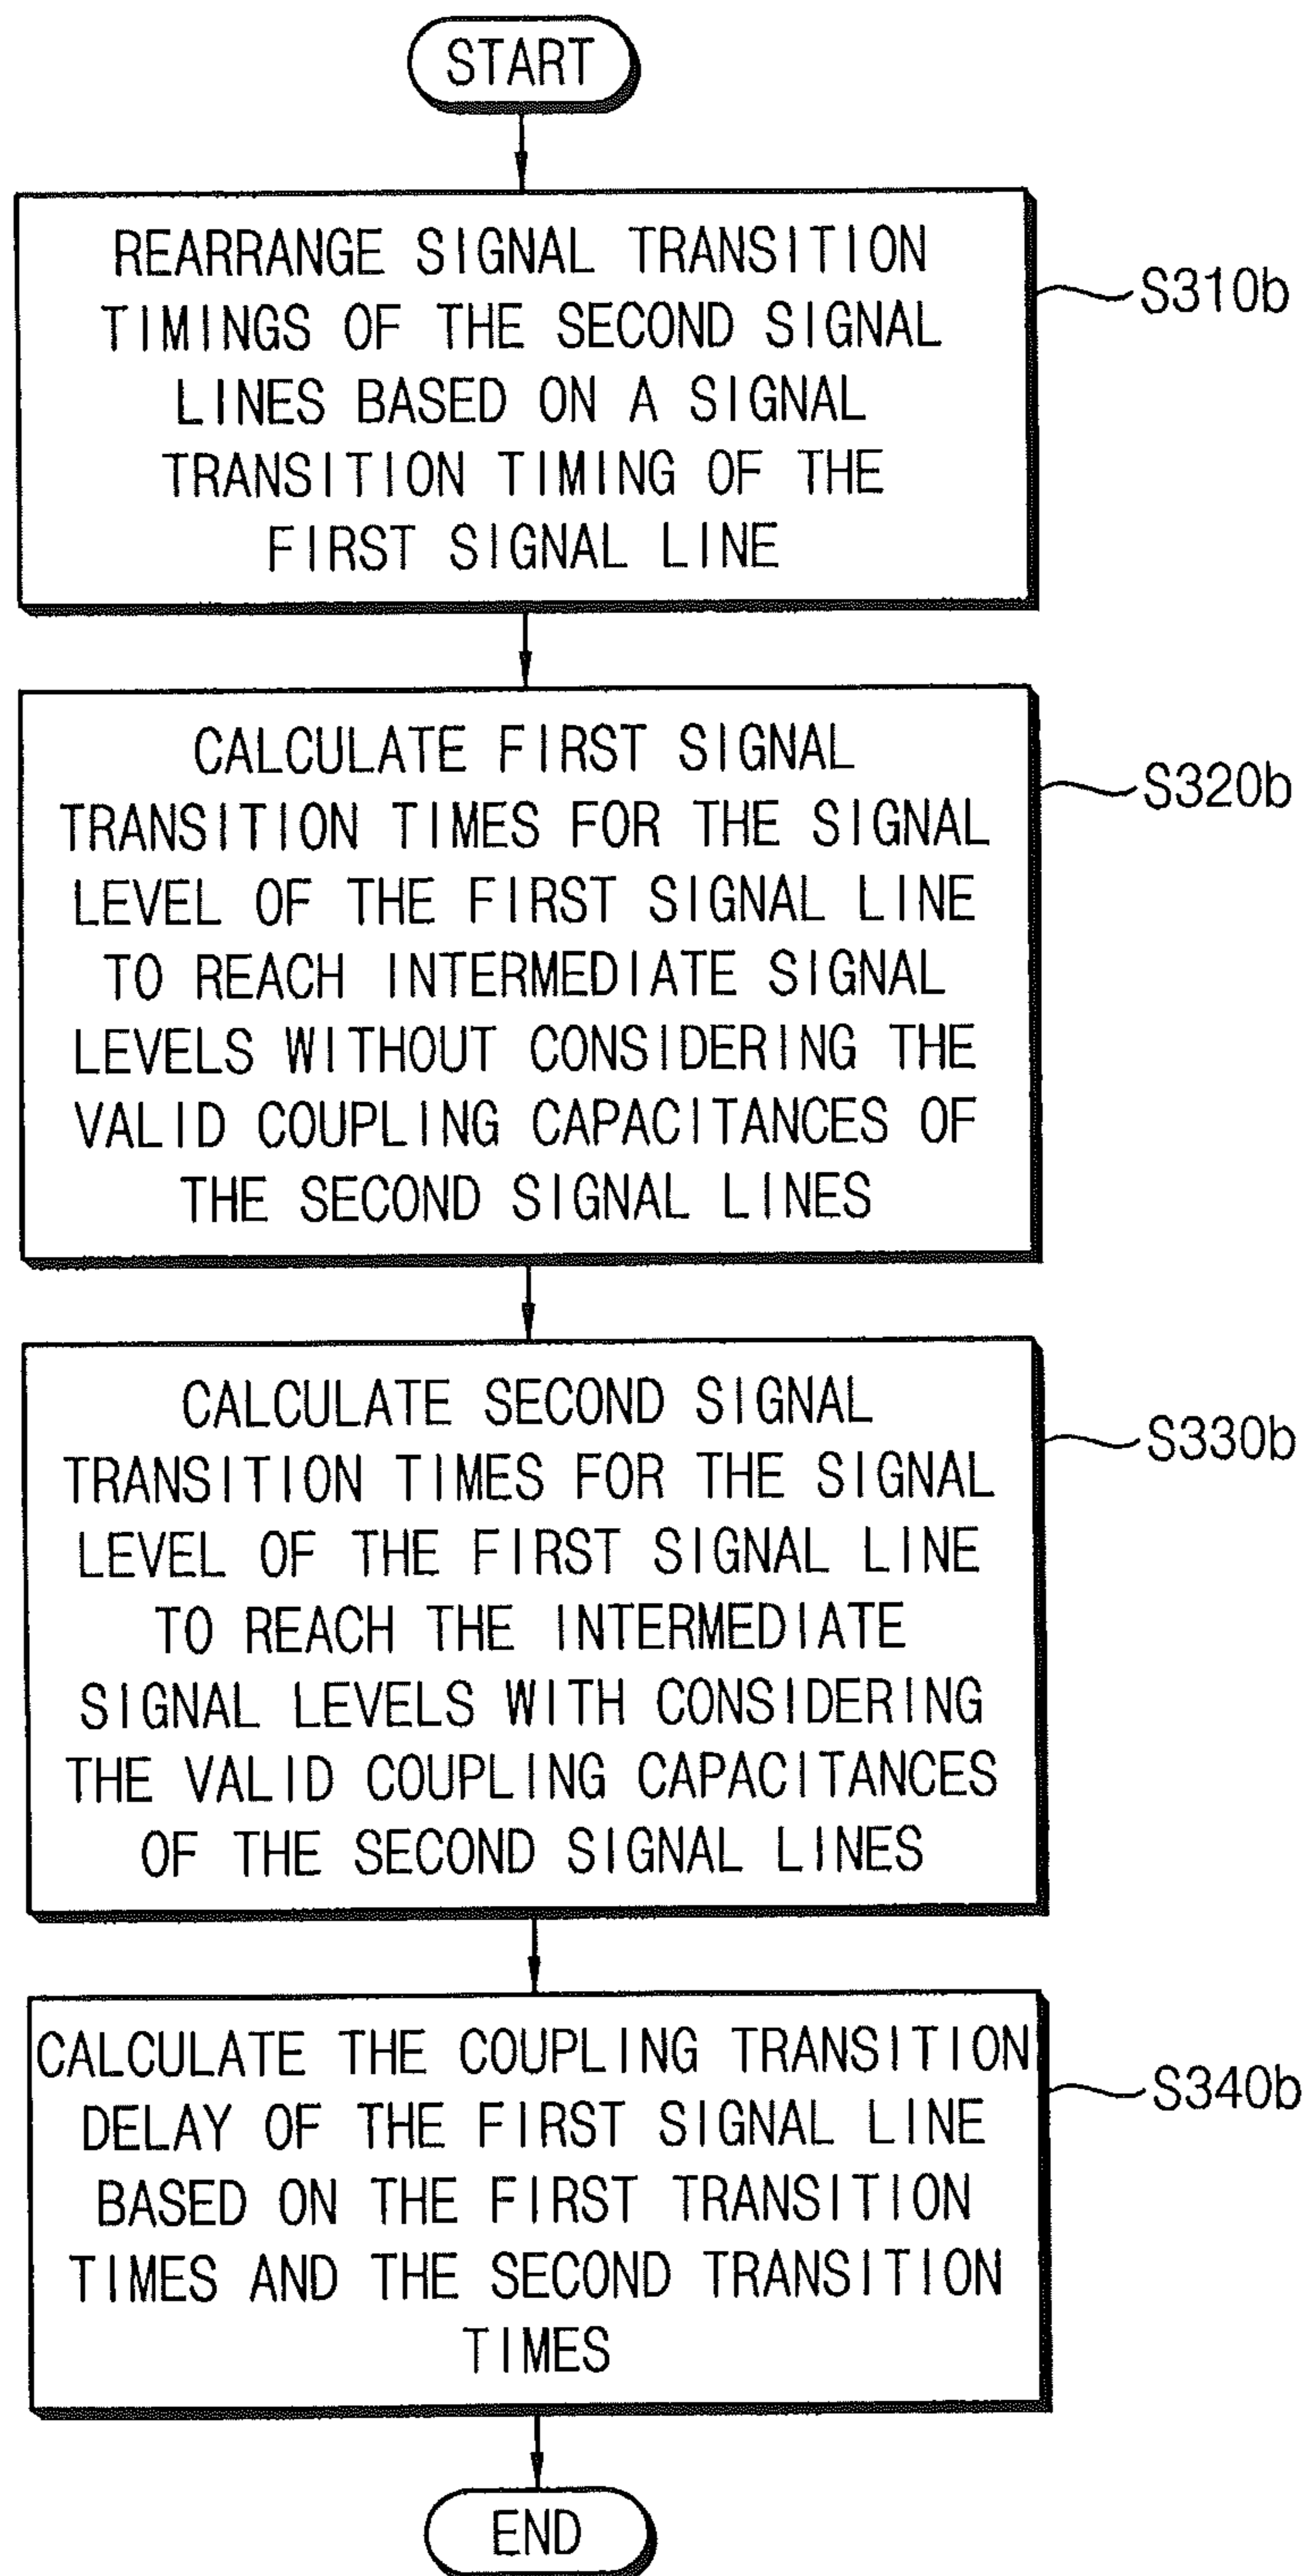 START
REARRANGE SIGNAL TRANSITION
TIMINGS OF THE SECOND SIGNAL
LINES BASED ON A SIGNAL
TRANSITION TIMING OF THE
FIRST SIGNAL LINE
S310b
CALCULATE FIRST SIGNAL
TRANSITION TIMES FOR THE SIGNAL
LEVEL OF THE FIRST SIGNAL LINE
TO REACH INTERMEDIATE SIGNAL
LEVELS WITHOUT CONSIDERING THE
VALID COUPLING CAPACITANCES OF
THE SECOND SIGNAL LINES
S320b
CALCULATE SECOND SIGNAL
TRANSITION TIMES FOR THE SIGNAL
LEVEL OF THE FIRST SIGNAL LINE
TO REACH THE INTERMEDIATE
SIGNAL LEVELS WITH CONSIDERING
THE VALID COUPLING CAPACITANCES
OF THE SECOND SIGNAL LINES
S330b
CALCULATE THE COUPLING TRANSITION
DELAY OF THE FIRST SIGNAL LINE
BASED ON THE FIRST TRANSITION
TIMES AND THE SECOND TRANSITION
TIMES
S340b
END